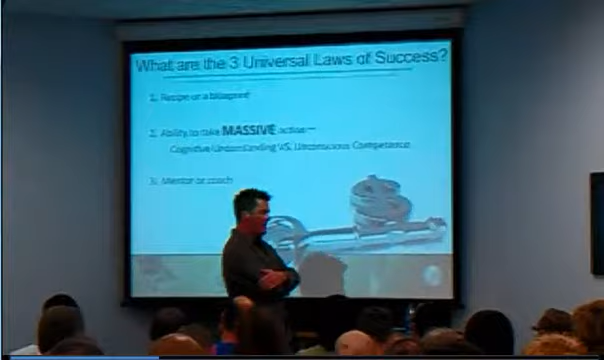 What are the 3 Universal Laws of Success?
1. Recipe or a blueprint
2. Ability to take MASSIVE action—
Cognitive Understanding VS. Unconscious Competence
3. Mentor or coach